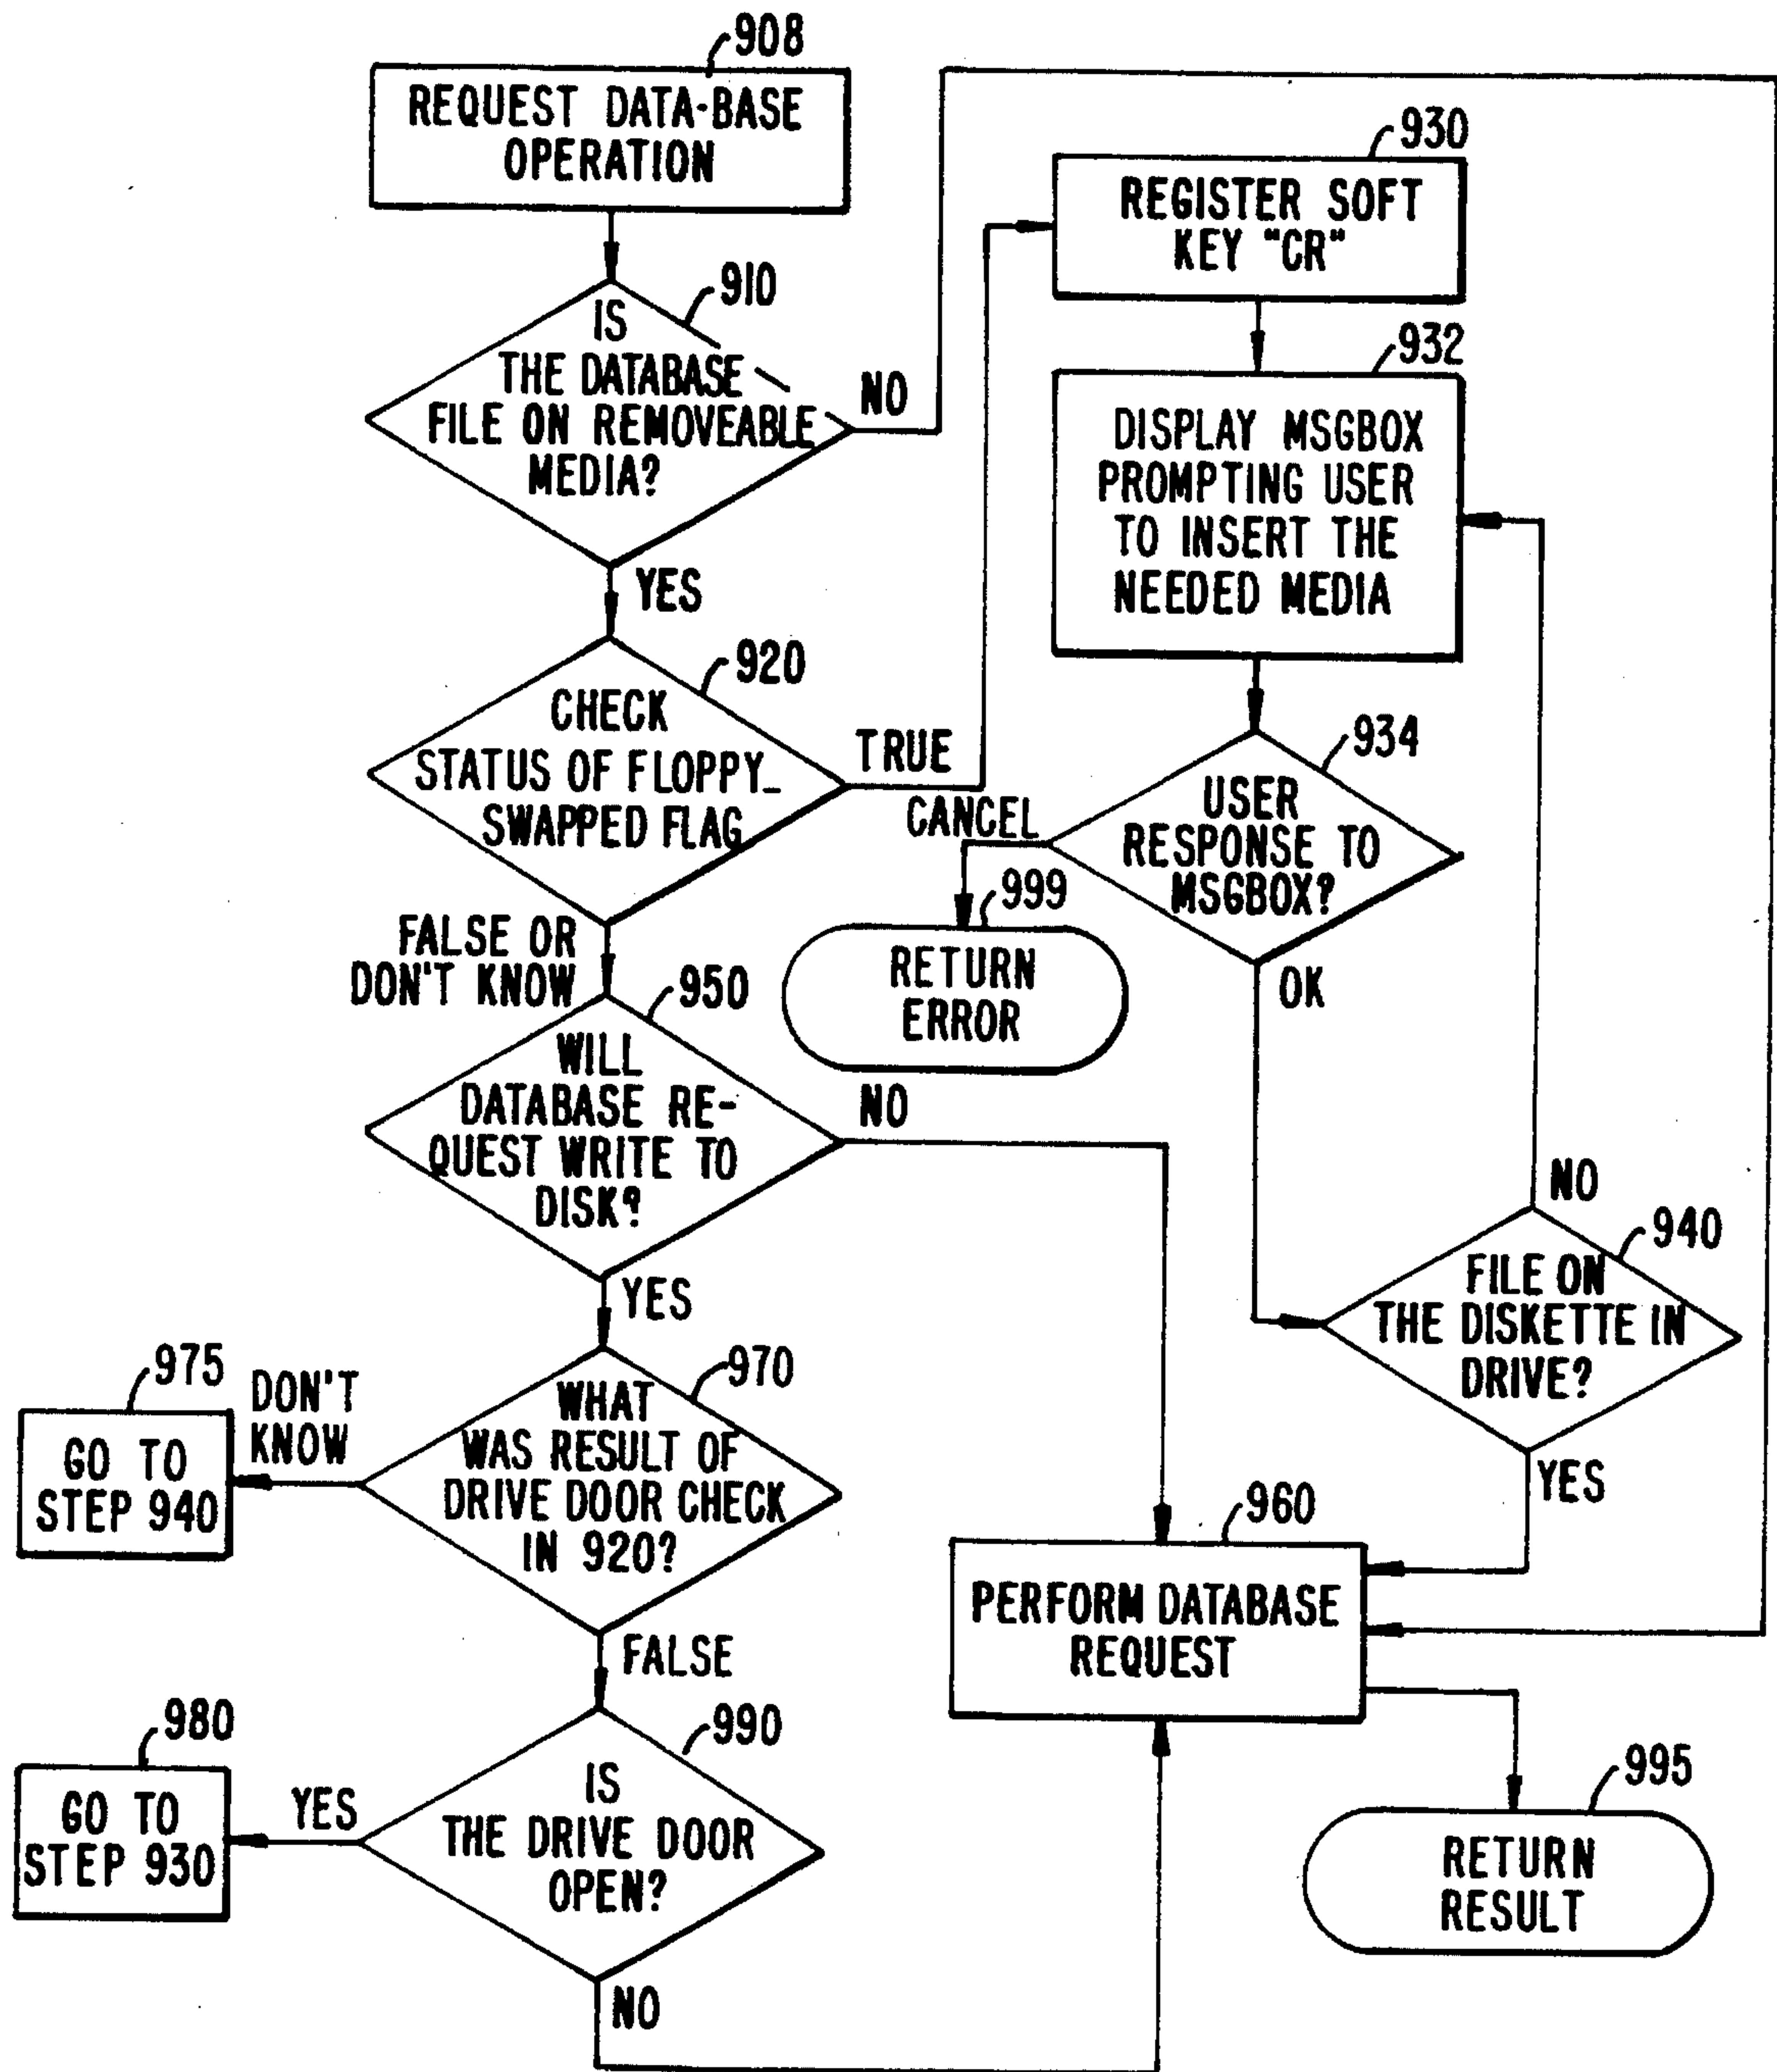 908
REQUEST DATA-BASE
OPERATION
910
IS
THE DATABASE
FILE ON REMOVEABLE
MEDIA?
NO
YES
920
CHECK
STATUS OF FLOPPY_
SWAPPED FLAG
TRUE
FALSE OR
DON'T KNOW
930
REGISTER SOFT
KEY "CR"
932
DISPLAY MSGBOX
PROMPTING USER
TO INSERT THE
NEEDED MEDIA
934
USER
RESPONSE TO
MSGBOX?
CANCEL
999
RETURN
ERROR
OK
940
FILE ON
THE DISKETTE IN
DRIVE?
NO
YES
950
WILL
DATABASE RE-
QUEST WRITE TO
DISK?
NO
YES
970
WHAT
WAS RESULT OF
DRIVE DOOR CHECK
IN 920?
DON'T
KNOW
975
GO TO
STEP 940
FALSE
990
IS
THE DRIVE DOOR
OPEN?
YES
980
GO TO
STEP 930
NO
960
PERFORM DATABASE
REQUEST
995
RETURN
RESULT